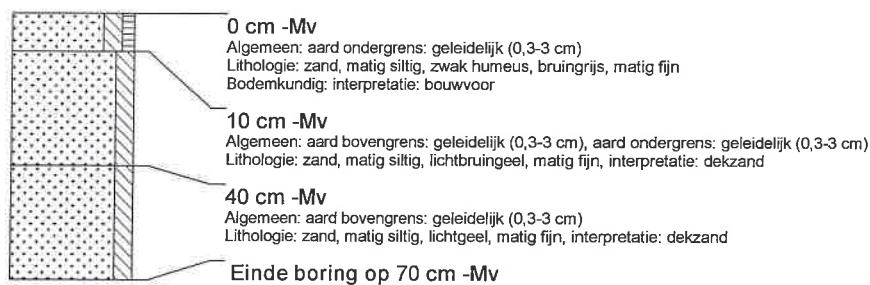 0 cm -Mv
Algemeen: aard ondergrens: geleidelijk (0,3-3 cm)
Lithologie: zand, matig siltig, zwak humeus, bruingrijs, matig fijn
Bodemkundig: interpretatie: bouwvoor
10 cm -Mv
Algemeen: aard bovengrens: geleidelijk (0,3-3 cm), aard ondergrens: geleidelijk (0,3-3 cm)
Lithologie: zand, matig siltig, lichtbruingeel, matig fijn, interpretatie: dekzand
40 cm -Mv
Algemeen: aard bovengrens: geleidelijk (0,3-3 cm)
Lithologie: zand, matig siltig, lichtgeel, matig fijn, interpretatie: dekzand
Einde boring op 70 cm -Mv